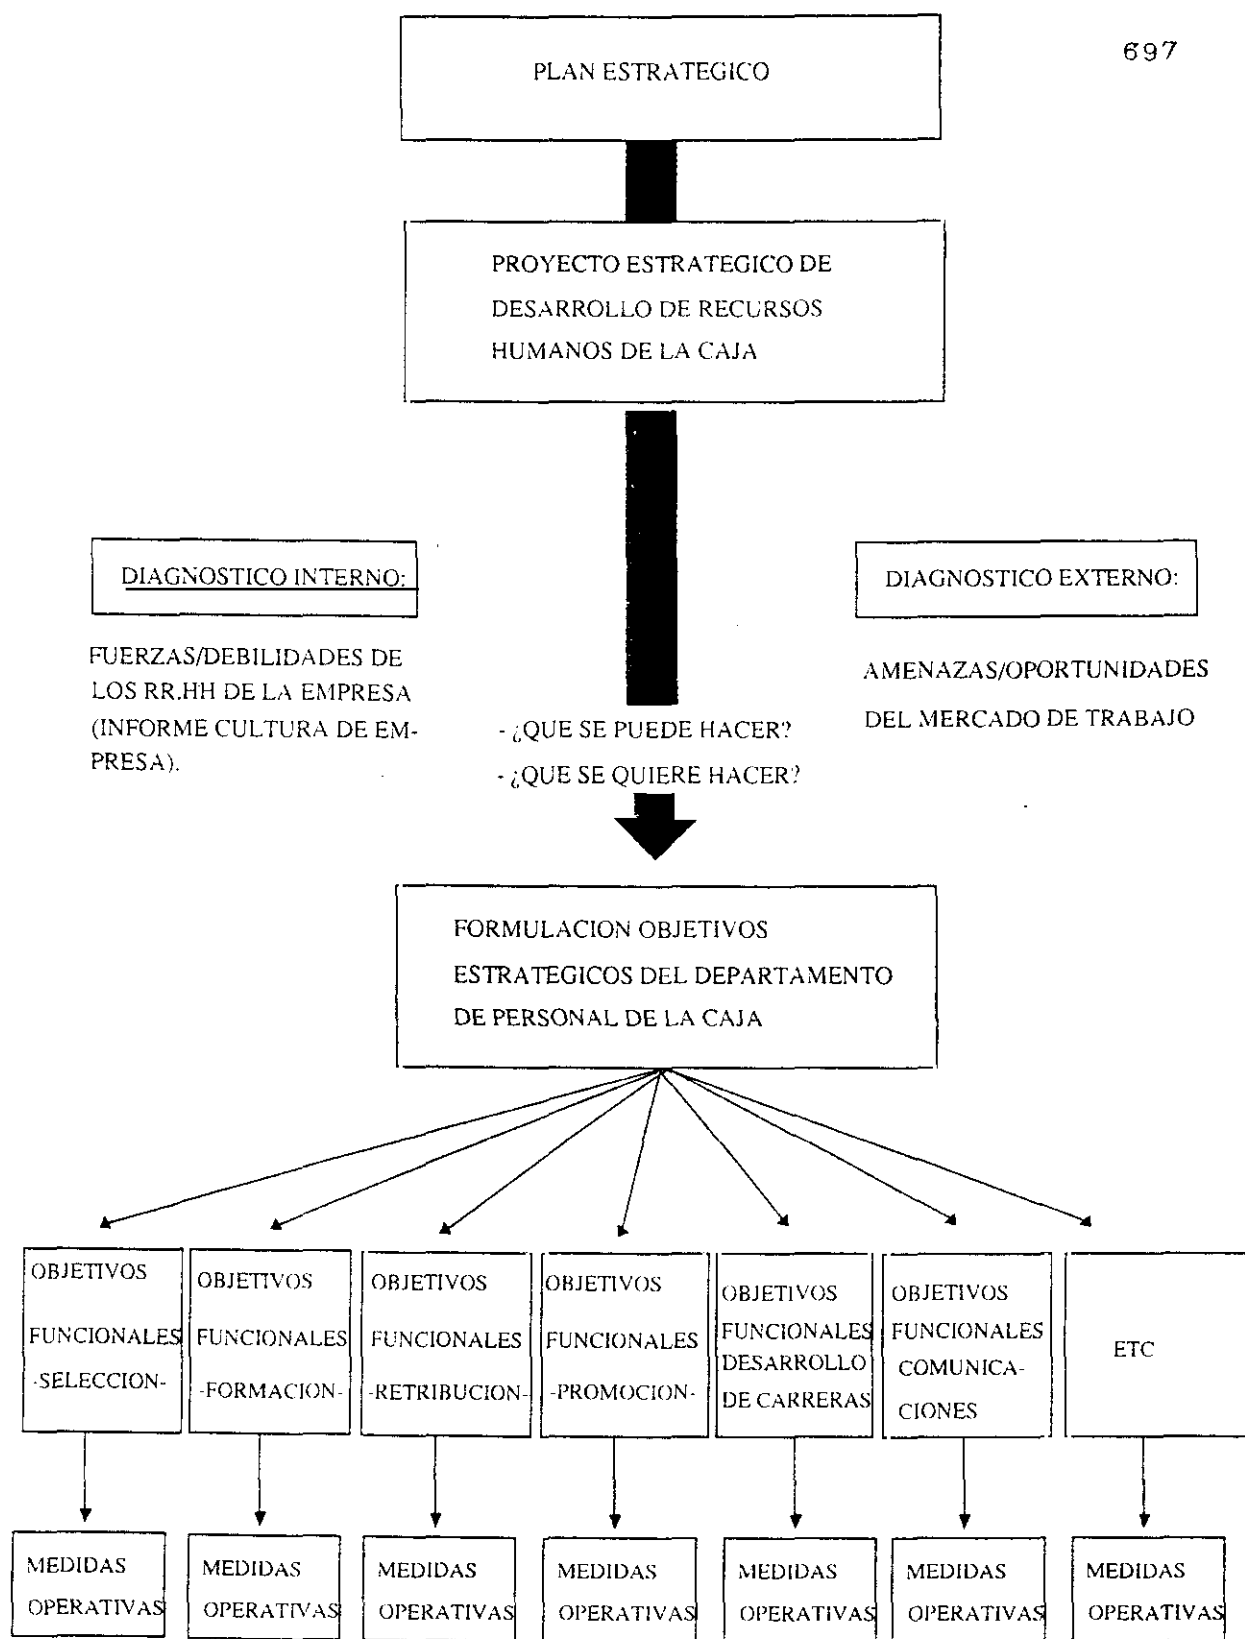 697
PLAN ESTRATEGICO
PROYECTO ESTRATEGICO DE
DESARROLLO DE RECURSOS
HUMANOS DE LA CAJA
DIAGNOSTICO INTERNO:
FUERZAS/DEBILIDADES DE
LOS RR.HH DE LA EMPRESA
(INFORME CULTURA DE EM-
PRESA).
- ¿QUE SE PUEDE HACER?
- ¿QUE SE QUIERE HACER?
DIAGNOSTICO EXTERNO:
AMENAZAS/OPORTUNIDADES
DEL MERCADO DE TRABAJO
FORMULACION OBJETIVOS
ESTRATEGICOS DEL DEPARTAMENTO
DE PERSONAL DE LA CAJA
OBJETIVOS
FUNCIONALES
-SELECCION-
OBJETIVOS
FUNCIONALES
-FORMACION-
OBJETIVOS
FUNCIONALES
-RETRIBUCION-
OBJETIVOS
FUNCIONALES
-PROMOCION-
OBJETIVOS
FUNCIONALES
DESARROLLO
DE CARRERAS
OBJETIVOS
FUNCIONALES
COMUNICA-
CIONES
ETC
MEDIDAS
OPERATIVAS
MEDIDAS
OPERATIVAS
MEDIDAS
OPERATIVAS
MEDIDAS
OPERATIVAS
MEDIDAS
OPERATIVAS
MEDIDAS
OPERATIVAS
MEDIDAS
OPERATIVAS